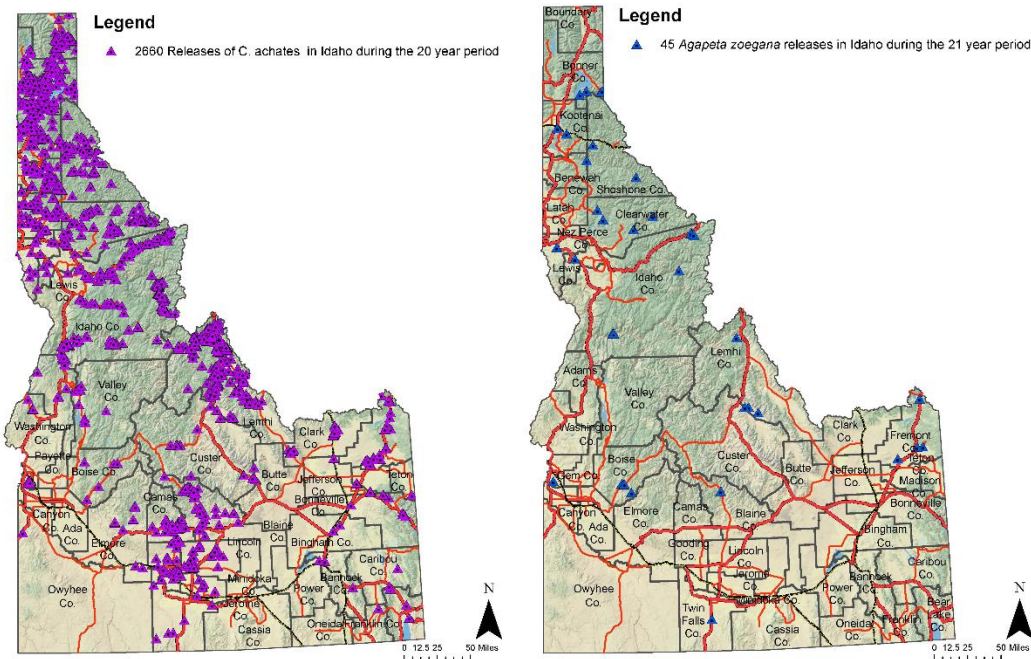 Legend
2660 Releases of C. achates in Idaho during the 20 year period
Lewis
Co.
Idaho Co.
Valley
Co.
Washington
Co.
Payette
Co.
Boise Co.
Canyon
Co.
Ada
Co.
Elmore
Co.
Owyhee
Co.
Custer
Co.
Camas
Co.
Lemhi
Co.
Clark
Co.
Butte
Co.
Jefferson
Co.
Teton
Co.
Bonneville
Co.
Blaine
Co.
Lincoln
Co.
Bingham Co.
Minidoka
Co.
Jerome
Co.
Power
Co.
Bannock
Co.
Caribou
Co.
Cassia
Co.
Oneida
Co.
Franklin
Co.
N
0 12.5 25 50 Miles
Legend
45 Agapeta zoegana releases in Idaho during the 21 year period
Boundary
Co.
Bonner
Co.
Kootenai
Co.
Benewah
Co.
Shoshone Co.
Latah
Co.
Clearwater
Co.
Nez Perce
Co.
Lewis
Co.
Idaho
Co.
Lemhi
Co.
Adams
Co.
Valley
Co.
Washington
Co.
Clark
Co.
Fremont
Co.
Teton
Co.
Madison
Co.
Jefferson
Co.
Butte
Co.
Custer
Co.
Boise
Co.
Gem Co.
Canyon
Co.
Ada
Co.
Elmore
Co.
Camas
Co.
Blaine
Co.
Bonneville
Co.
Bingham
Co.
Gooding
Co.
Lincoln
Co.
Jerome
Co.
Minidoka Co.
Owyhee
Co.
Twin
Falls
Co.
Cassia
Co.
Power
Co.
Bannock
Co.
Caribou
Co.
Bear
Lake
Co.
Oneida
Co.
Franklin
Co.
N
0 12.5 25 50 Miles